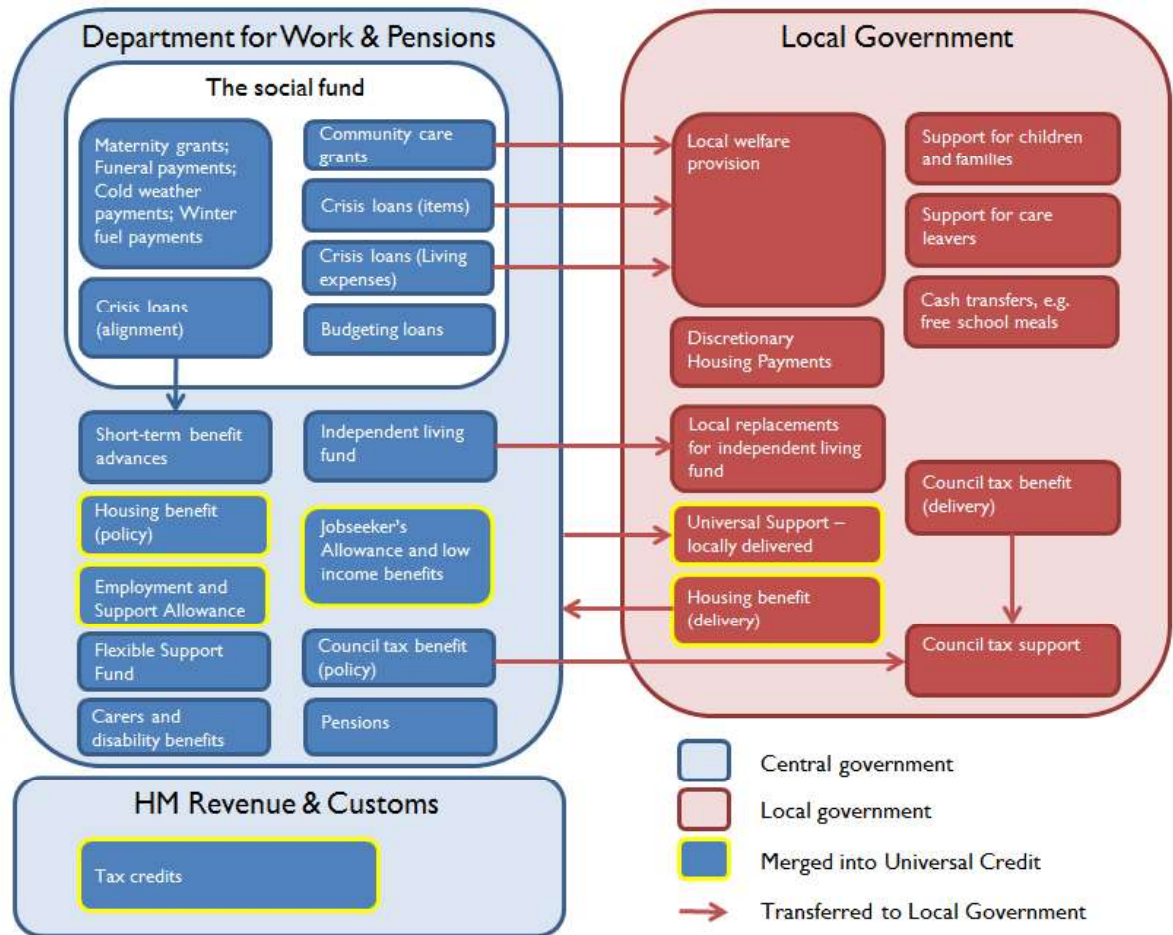 Department for Work & Pensions
The social fund
Maternity grants;
Funeral payments;
Cold weather
payments; Winter
fuel payments
Community care
grants
Crisis loans (items)
Crisis loans (Living
expenses)
Crisis loans
(alignment)
Budgeting loans
Short-term benefit
advances
Independent living
fund
Housing benefit
(policy)
Jobseeker's
Allowance and low
income benefits
Employment and
Support Allowance
Flexible Support
Fund
Council tax benefit
(policy)
Carers and
disability benefits
Pensions
HM Revenue & Customs
Tax credits
Local Government
Local welfare
provision
Support for children
and families
Support for care
leavers
Cash transfers, e.g.
free school meals
Discretionary
Housing Payments
Local replacements
for independent living
fund
Council tax benefit
(delivery)
Universal Support –
locally delivered
Housing benefit
(delivery)
Council tax support
Central government
Local government
Merged into Universal Credit
Transferred to Local Government